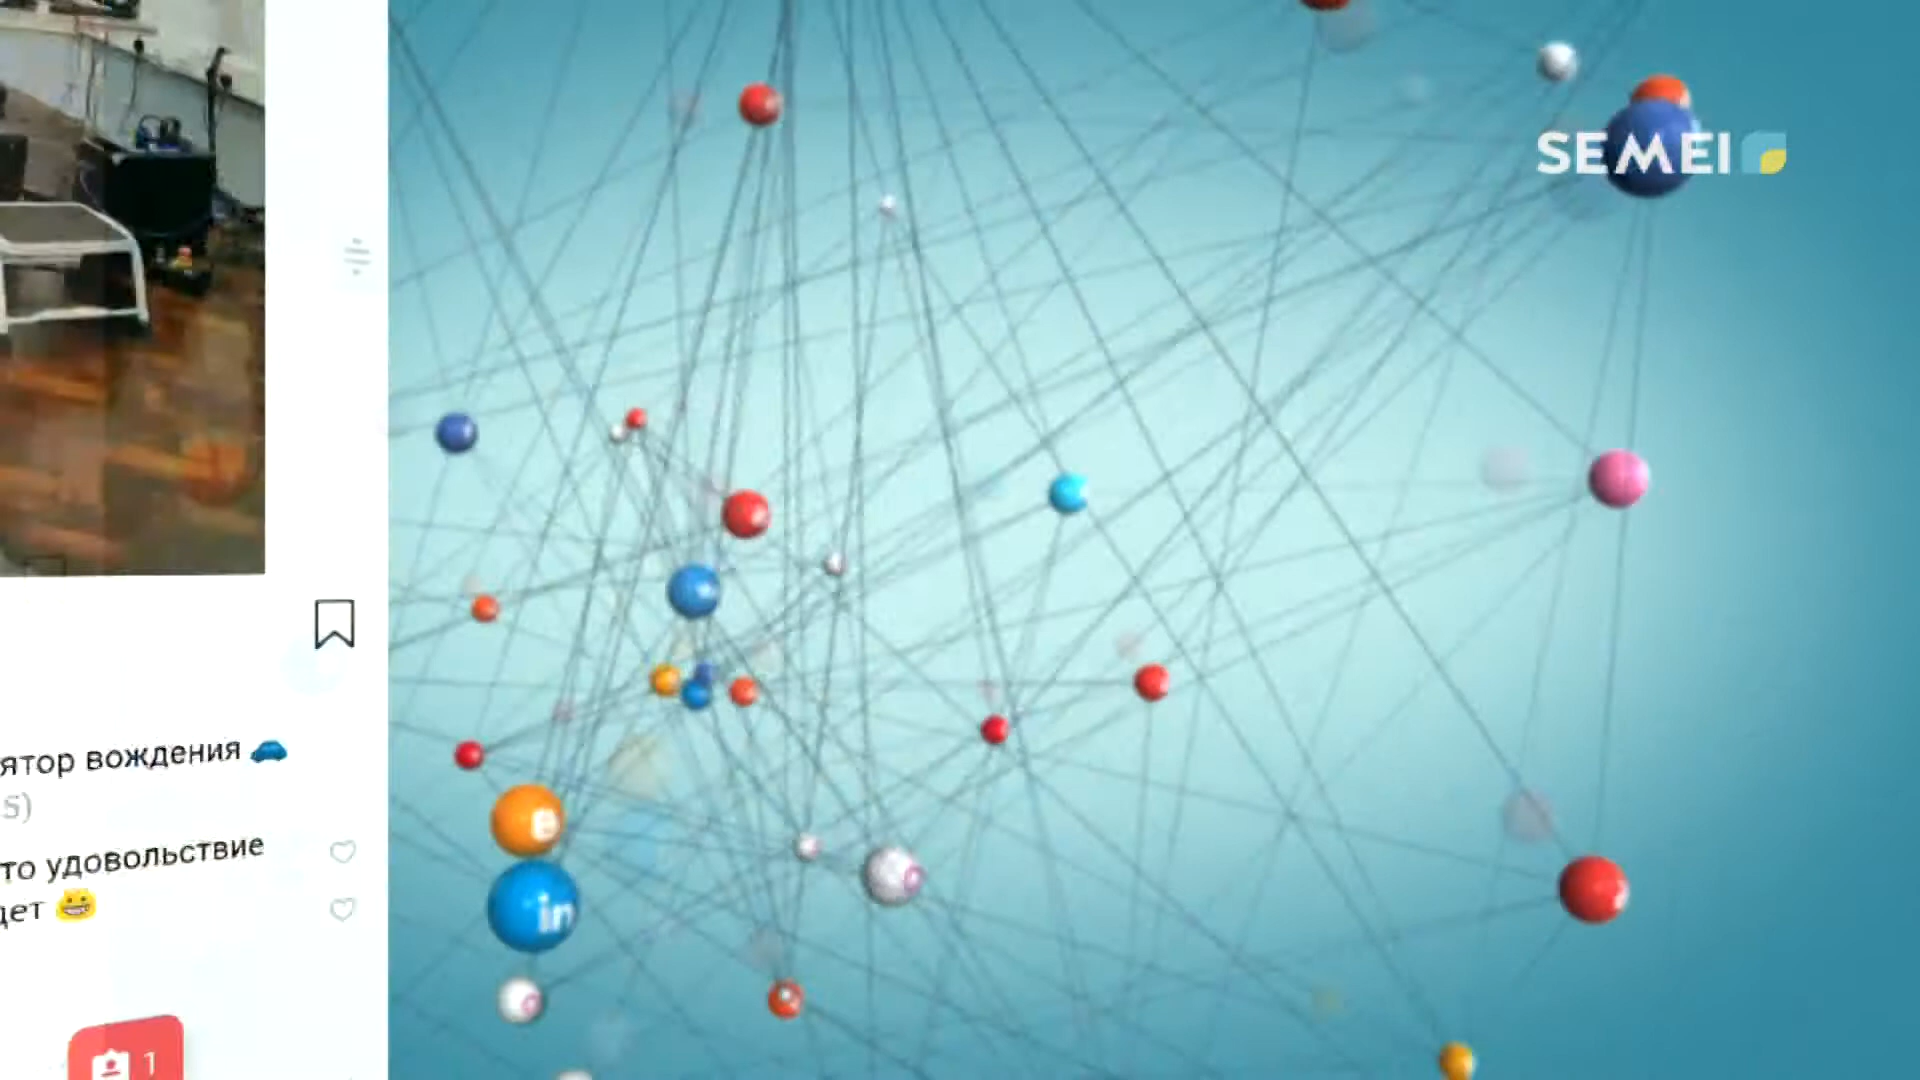 SEMEI
ятор вождения
s)
то удовольствие
дет
e
in
1